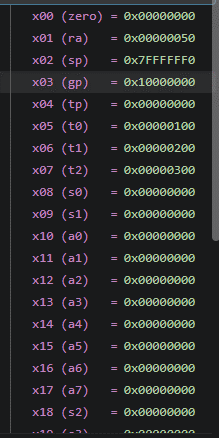 x00 (zero) = 0x00000000
x01 (ra) = 0x00000050
x02 (sp) = 0x7FFFFFF0
x03 (gp) = 0x10000000
x04 (tp) = 0x00000000
x05 (t0) = 0x00000100
x06 (t1) = 0x00000200
x07 (t2) = 0x00000300
x08 (s0) = 0x00000000
x09 (s1) = 0x00000000
x10 (a0) = 0x00000000
x11 (a1) = 0x00000000
x12 (a2) = 0x00000000
x13 (a3) = 0x00000000
x14 (a4) = 0x00000000
x15 (a5) = 0x00000000
x16 (a6) = 0x00000000
x17 (a7) = 0x00000000
x18 (s2) = 0x00000000